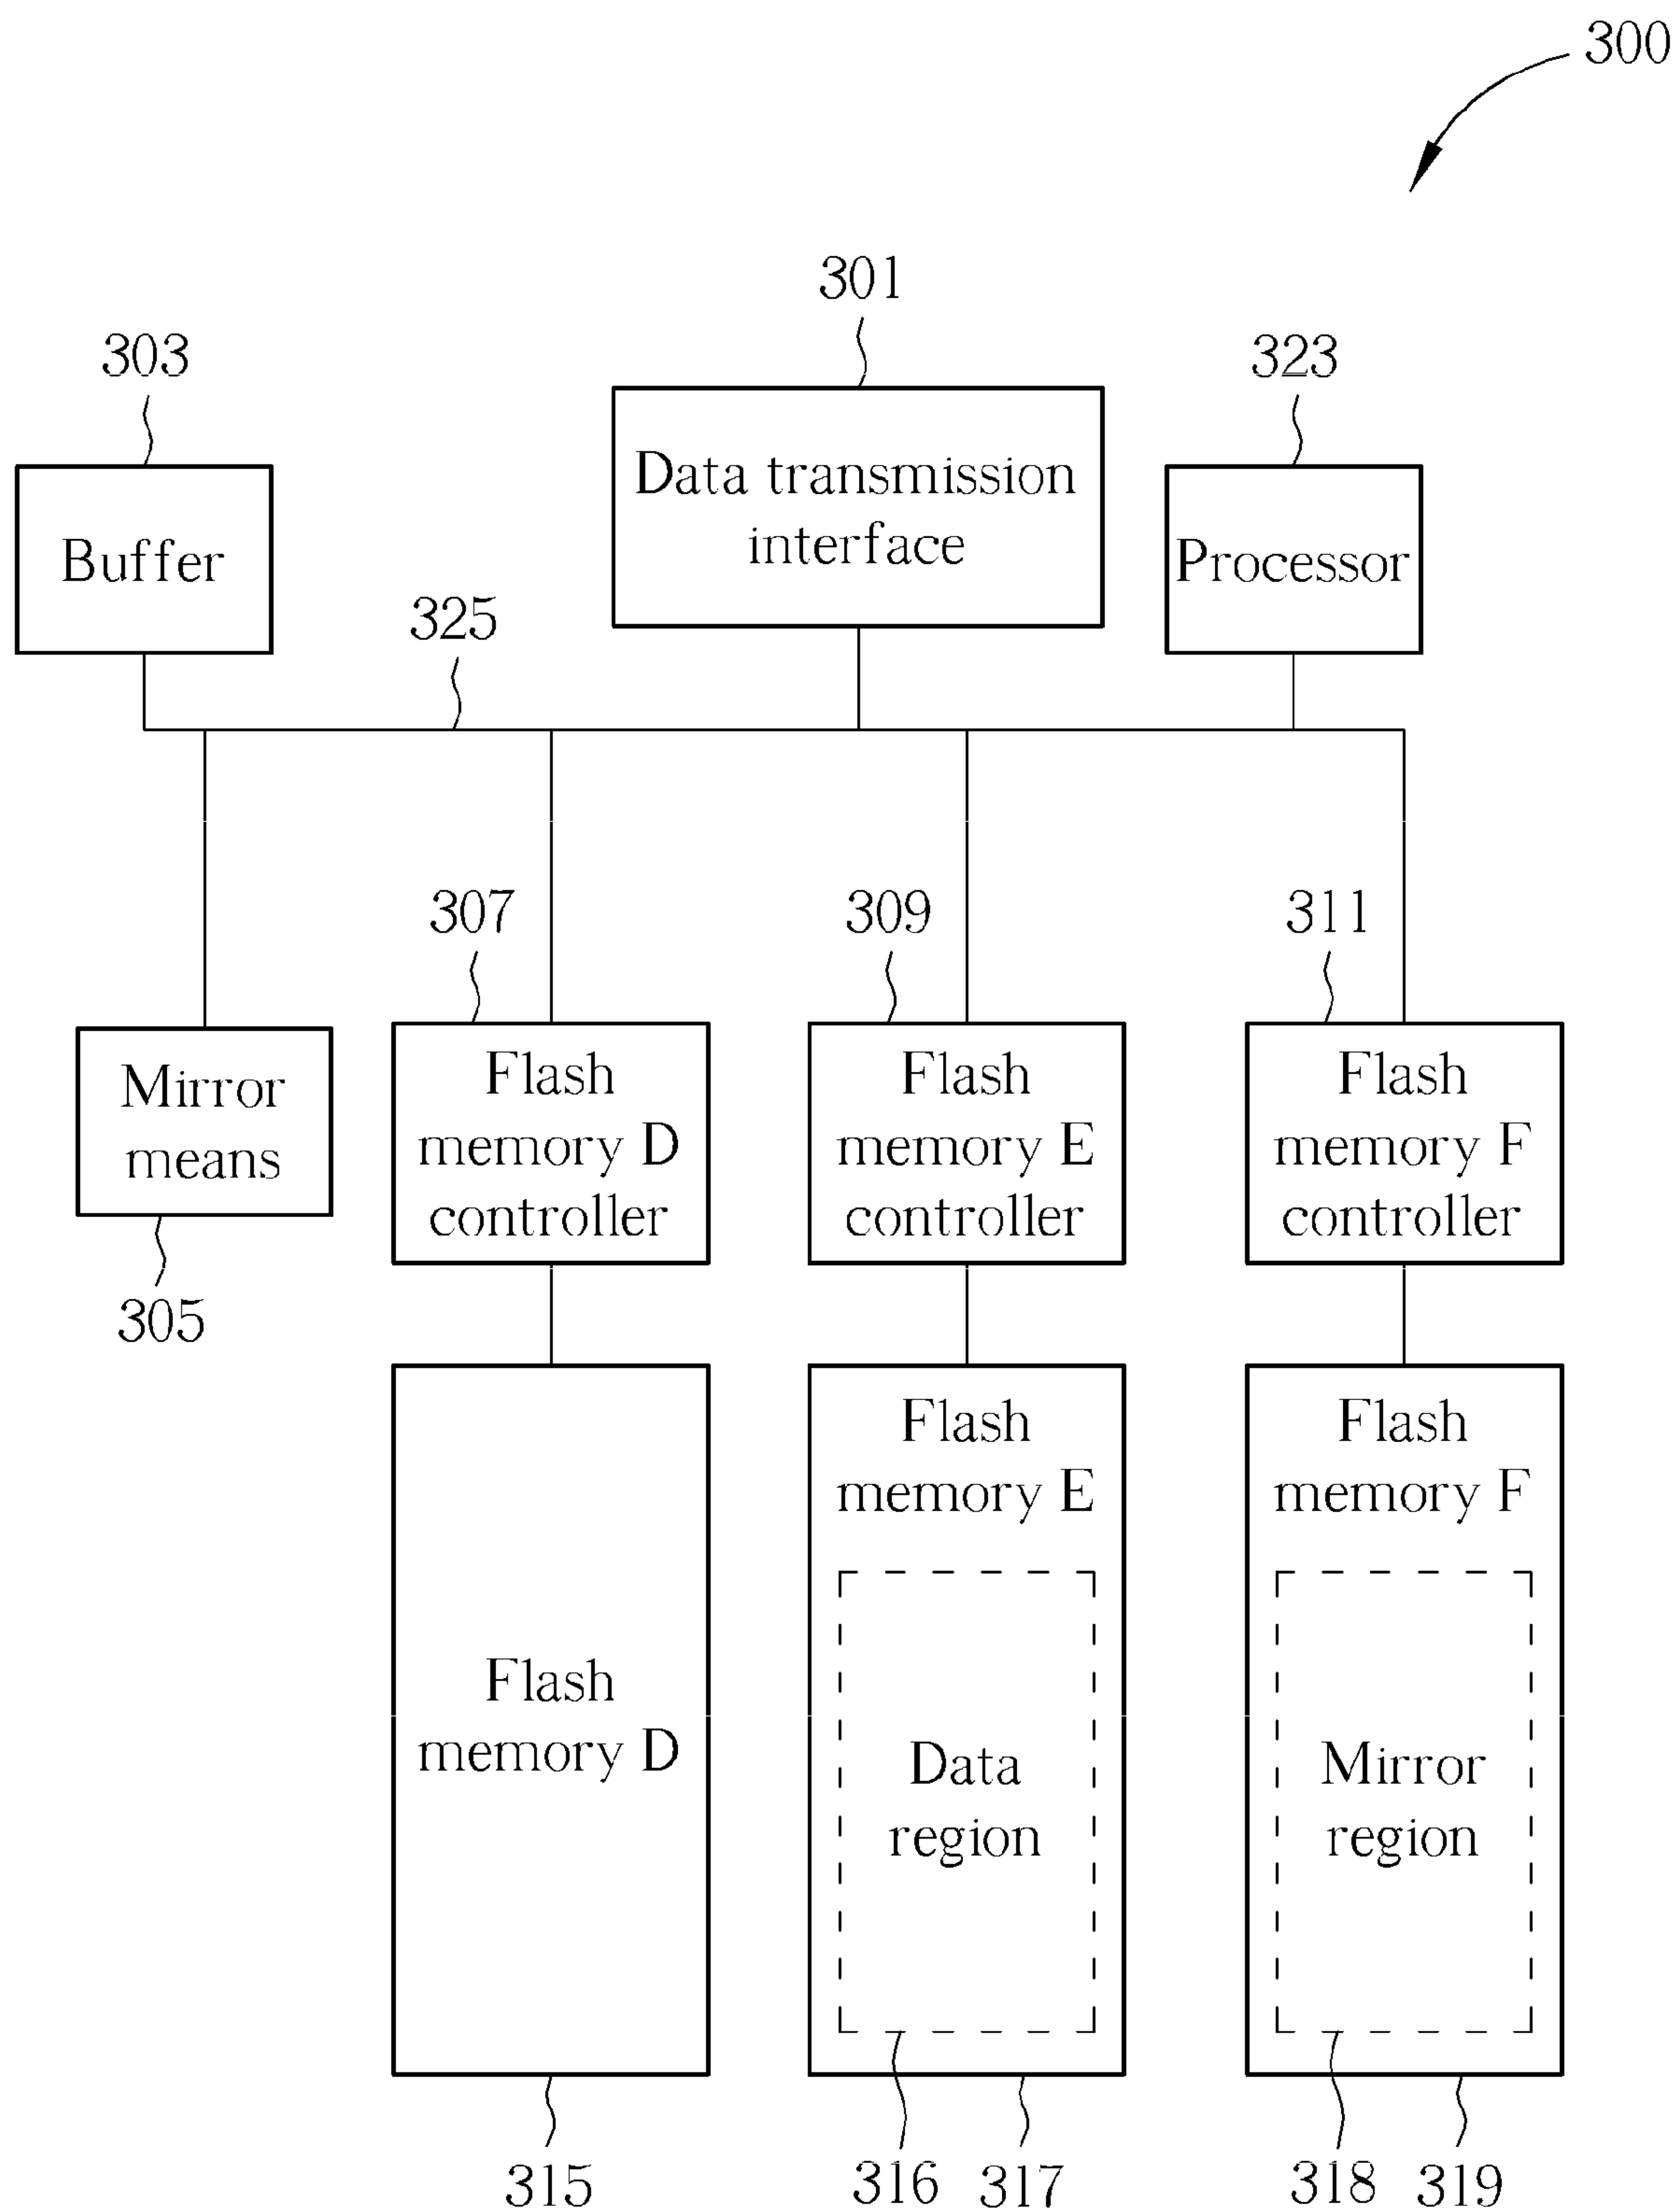 300
301
303
323
Data transmission
interface
Buffer
Processor
325
307
309
311
Mirror
means
Flash
memory D
controller
Flash
memory E
controller
Flash
memory F
controller
305
Flash
memory D
Flash
memory E
Data
region
Flash
memory F
Mirror
region
315
316
317
318
319